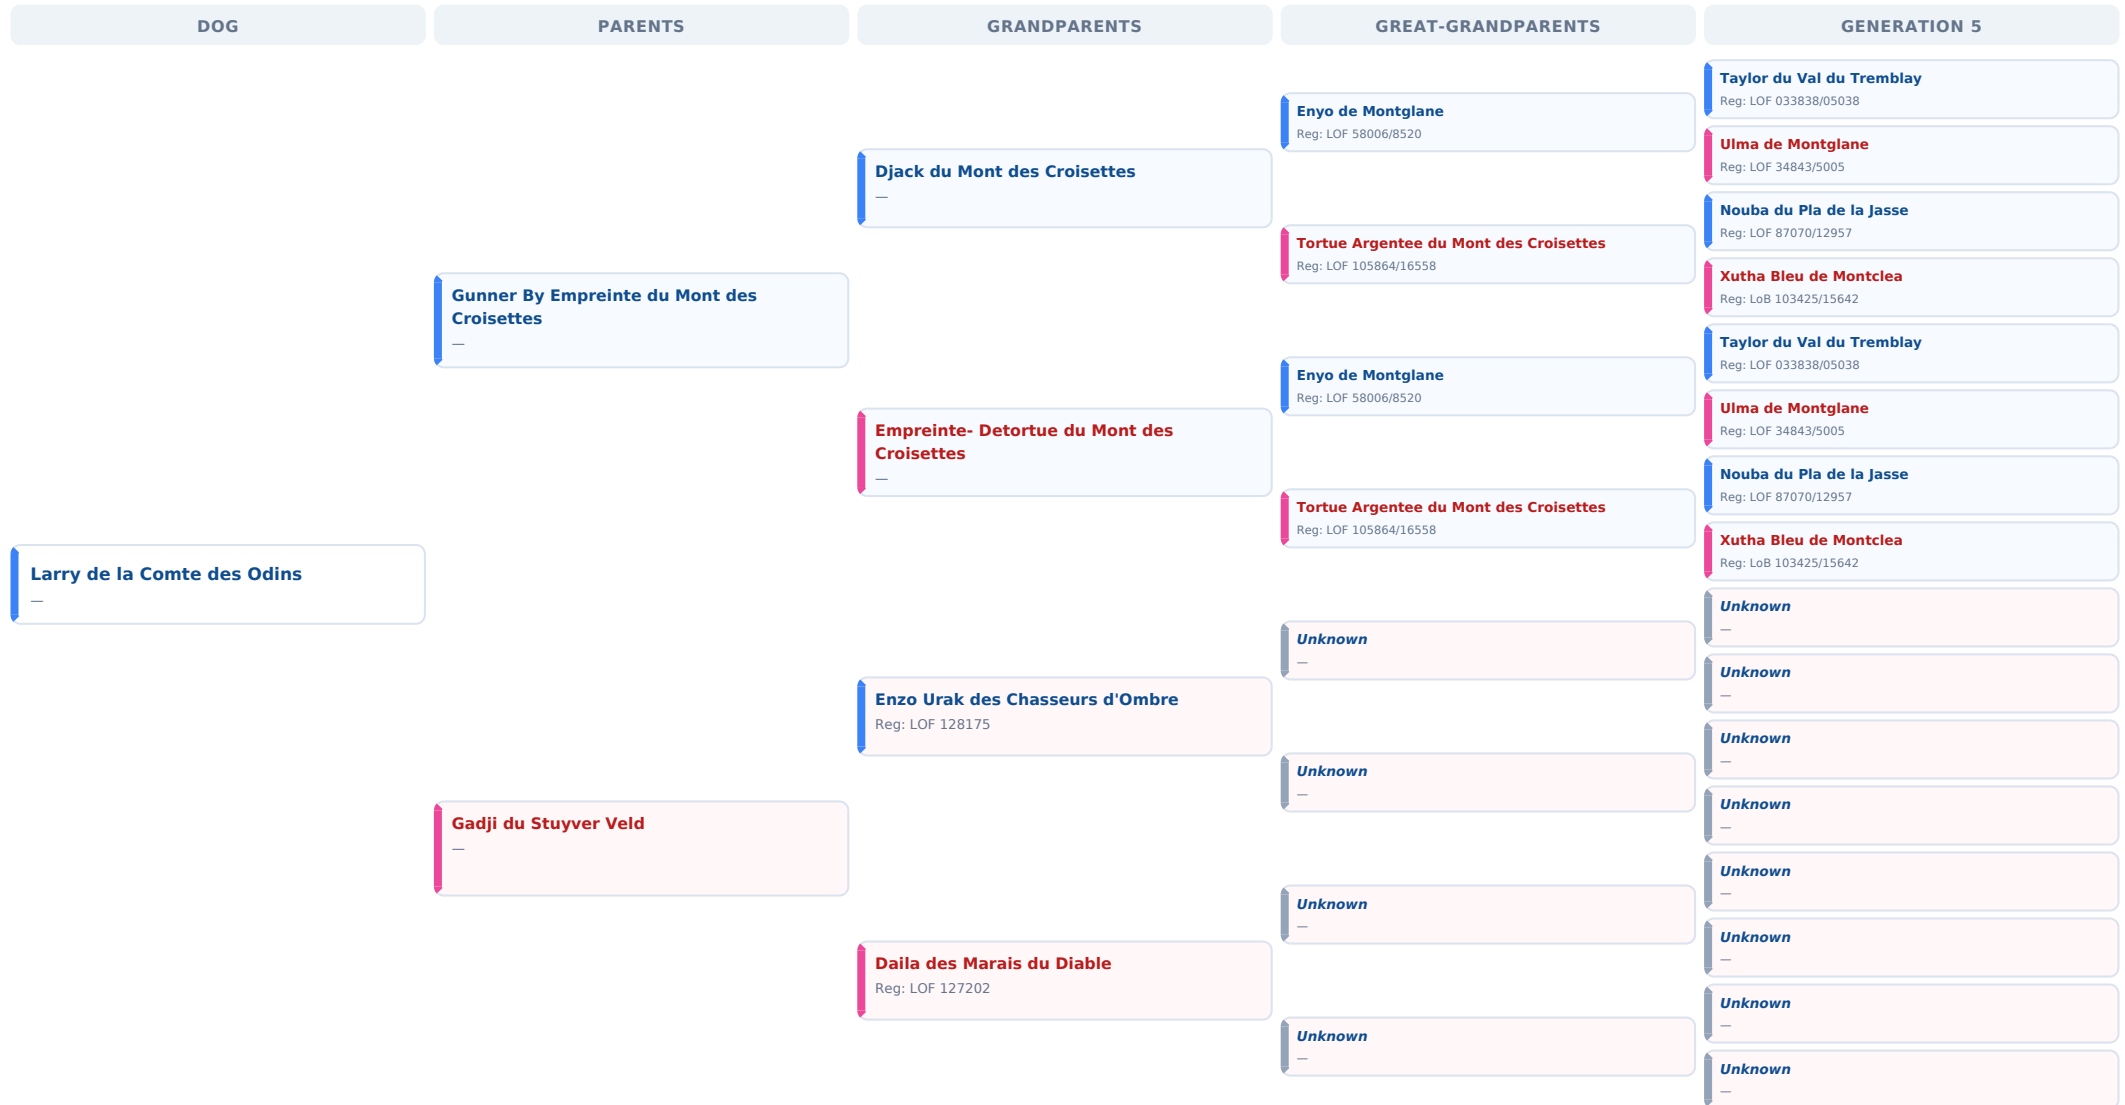 DOG
PARENTS
GRANDPARENTS
GREAT-GRANDPARENTS
GENERATION 5
Larry de la Comte des Odins
—
Gunner By Empreinte du Mont des
Croisettes
—
Gadji du Stuyver Veld
—
Djack du Mont des Croisettes
—
Empreinte- Detortue du Mont des
Croisettes
—
Enzo Urak des Chasseurs d'Ombre
Reg: LOF 128175
Daila des Marais du Diable
Reg: LOF 127202
Enyo de Montglane
Reg: LOF 58006/8520
Tortue Argentee du Mont des Croisettes
Reg: LOF 105864/16558
Enyo de Montglane
Reg: LOF 58006/8520
Tortue Argentee du Mont des Croisettes
Reg: LOF 105864/16558
Unknown
—
Unknown
—
Unknown
—
Unknown
—
Taylor du Val du Tremblay
Reg: LOF 033838/05038
Ulma de Montglane
Reg: LOF 34843/5005
Nouba du Pla de la Jasse
Reg: LOF 87070/12957
Xutha Bleu de Montclea
Reg: LoB 103425/15642
Taylor du Val du Tremblay
Reg: LOF 033838/05038
Ulma de Montglane
Reg: LOF 34843/5005
Nouba du Pla de la Jasse
Reg: LOF 87070/12957
Xutha Bleu de Montclea
Reg: LoB 103425/15642
Unknown
—
Unknown
—
Unknown
—
Unknown
—
Unknown
—
Unknown
—
Unknown
—
Unknown
—